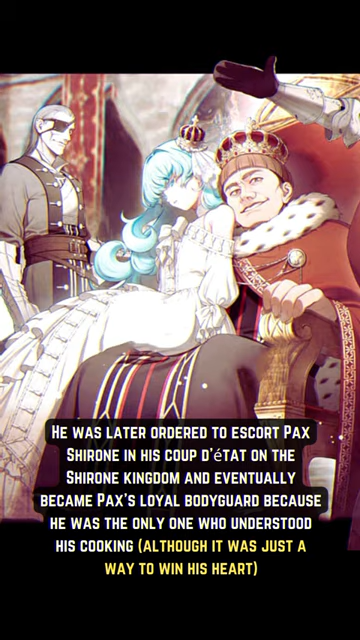 He was later ordered to escort Pax
Shirone in his coup d'état on the
Shirone kingdom and eventually
became Pax's loyal bodyguard because
he was the only one who understood
his cooking (although it was just a
way to win his heart)